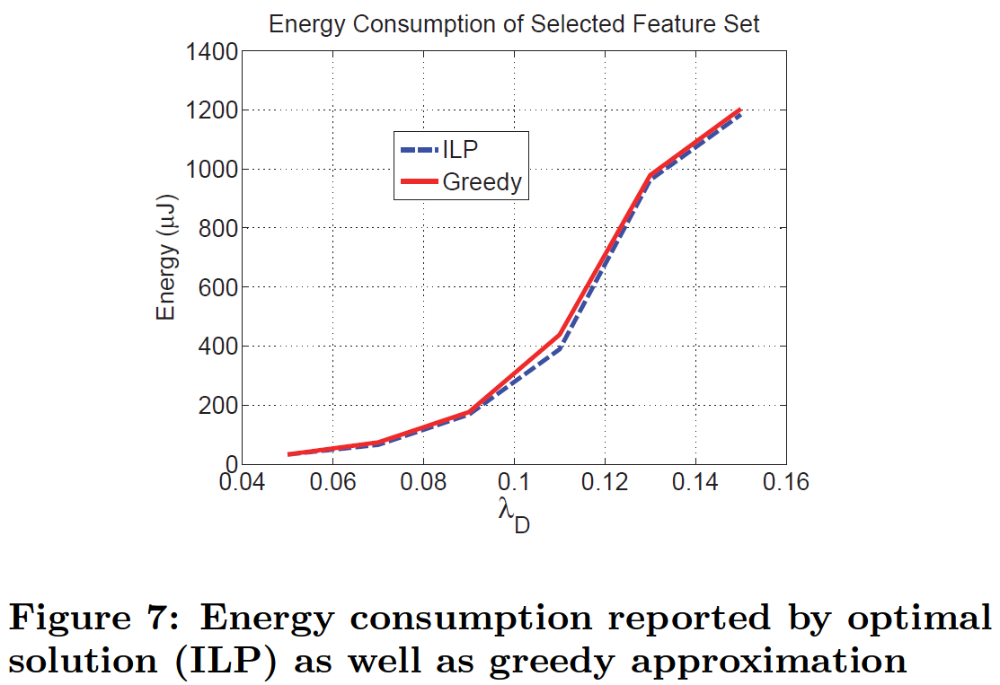 Energy Consumption of Selected Feature Set
1400
1200
1000
800
600
400
200
0
Energy (μJ)
ILP
Greedy
0.04 0.06 0.08 0.1 0.12 0.14 0.16
λD
Figure 7: Energy consumption reported by optimal
solution (ILP) as well as greedy approximation